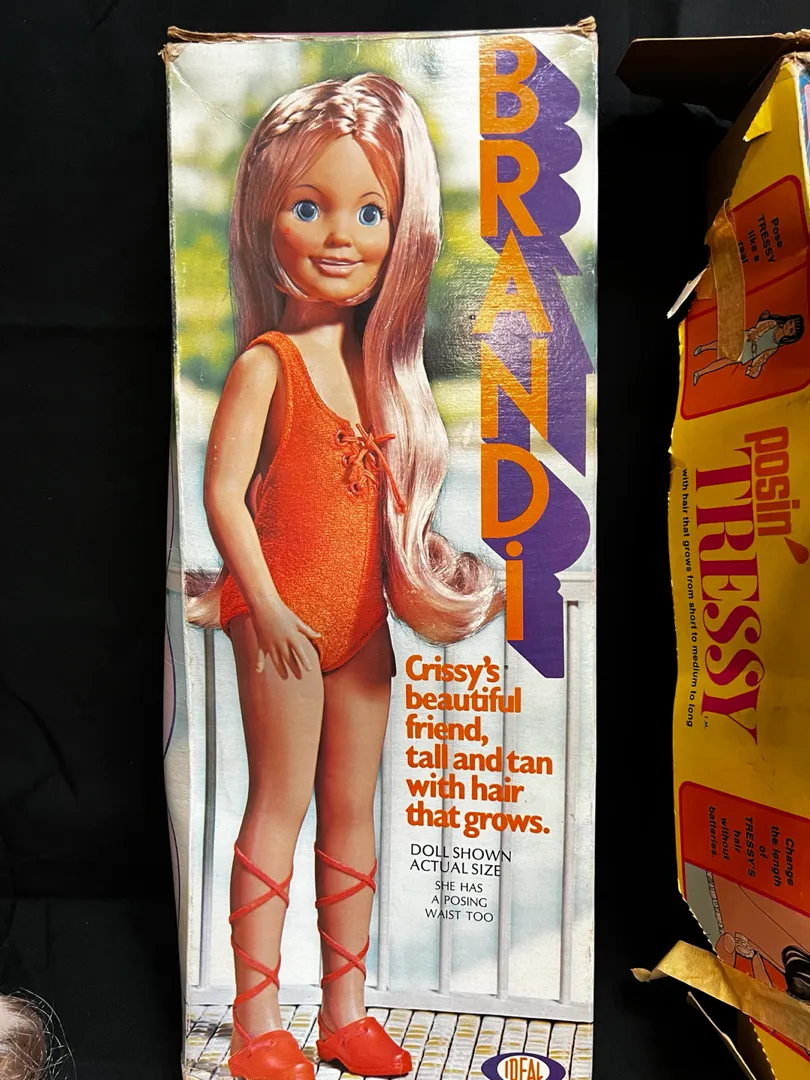 BRANDi
Crissy's
beautiful
friend,
tall and tan
with hair
that grows.
DOLL SHOWN
ACTUAL SIZE
SHE HAS
A POSING
WAIST TOO
IDEAL
Pose
TRESSY
like a
real
posin'
TRESSY T.M.
with hair that grows from short to medium to long
Change
the length
of
TRESSY'S
hair
without
batteries.